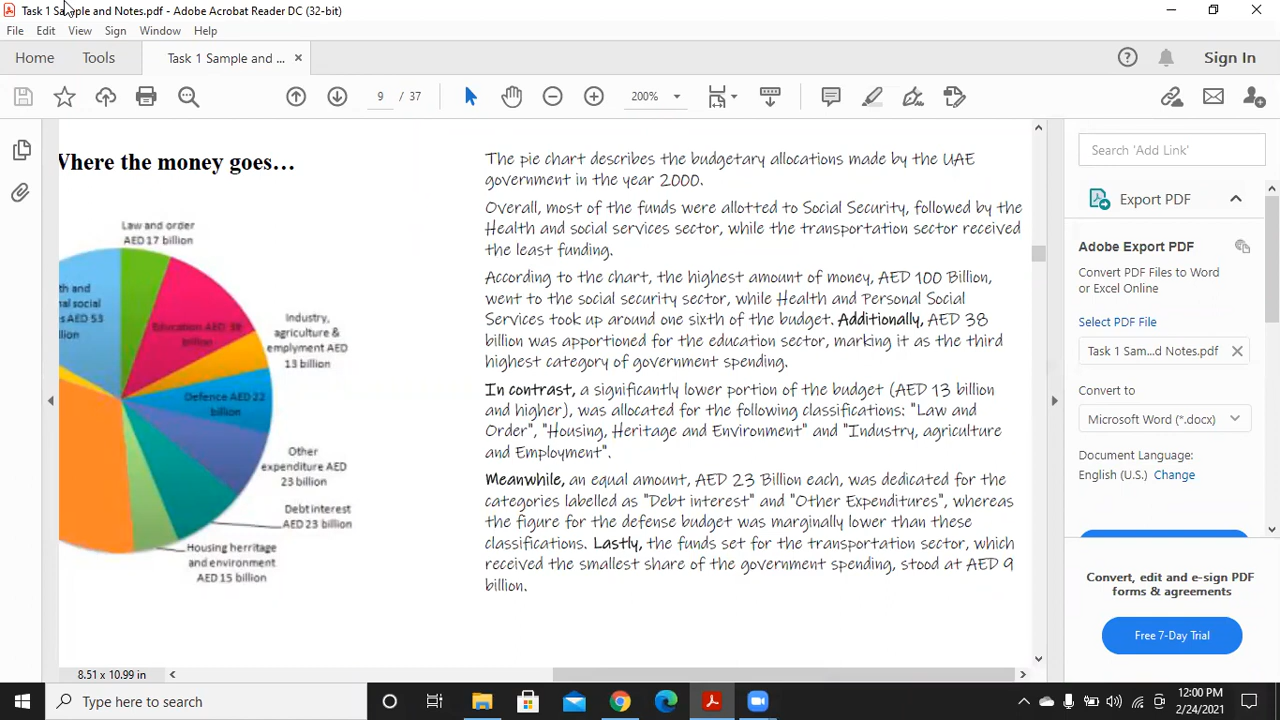 Task 1 Sample and Notes.pdf - Adobe Acrobat Reader DC (32-bit)
File Edit View Sign Window Help
Home Tools Task 1 Sample and ... Sign In
9 / 37 200%
Where the money goes...
Law and order
AED 17 billion
AED 53
Education AED 38
billion
Industry,
agriculture &
emplyment AED
13 billion
Defence AED 22
billion
Other
expenditure AED
23 billion
Debt interest
AED 23 billion
Housing herritage
and environment
AED 15 billion
The pie chart describes the budgetary allocations made by the UAE
government in the year 2000.
Overall, most of the funds were allotted to Social Security, followed by the
Health and social services sector, while the transportation sector received
the least funding.
According to the chart, the highest amount of money, AED 100 Billion,
went to the social security sector, while Health and Personal Social
Services took up around one sixth of the budget. Additionally, AED 38
billion was apportioned for the education sector, marking it as the third
highest category of government spending.
In contrast, a significantly lower portion of the budget (AED 13 billion
and higher), was allocated for the following classifications: "Law and
Order", "Housing, Heritage and Environment" and "Industry, agriculture
and Employment".
Meanwhile, an equal amount, AED 23 Billion each, was dedicated for the
categories labelled as "Debt interest" and "Other Expenditures", whereas
the figure for the defense budget was marginally lower than these
classifications. Lastly, the funds set for the transportation sector, which
received the smallest share of the government spending, stood at AED 9
billion.
Search 'Add Link'
Export PDF
Adobe Export PDF
Convert PDF Files to Word
or Excel Online
Select PDF File
Task 1 Sam...d Notes.pdf
Convert to
Microsoft Word (*.docx)
Document Language:
English (U.S.) Change
Convert, edit and e-sign PDF
forms & agreements
Free 7-Day Trial
8.51 x 10.99 in
Type here to search
12:00 PM
2/24/2021